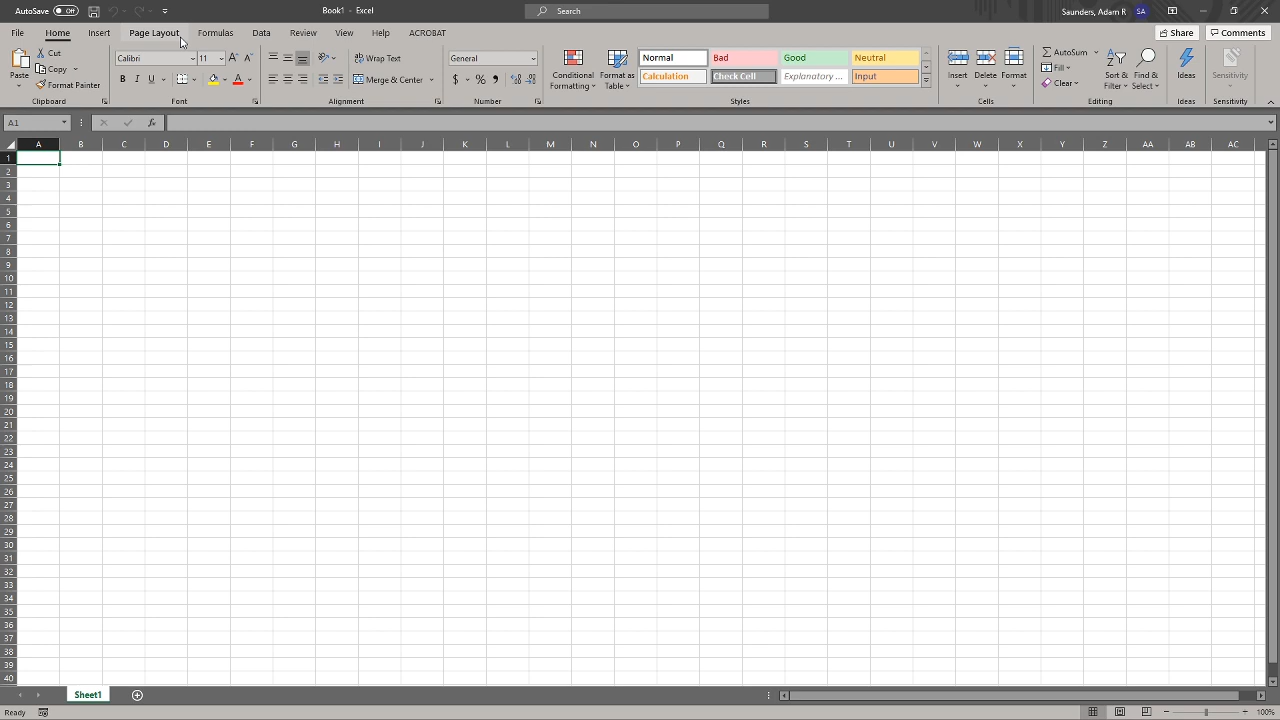 AutoSave Off Book1 - Excel Search Saunders, Adam R SA
File Home Insert Page Layout Formulas Data Review View Help ACROBAT Share Comments
Paste Cut Copy Format Painter Clipboard
Calibri 11 B I U A A A Font
ab Wrap Text Merge & Center Alignment
General $ % , Number
Conditional Formatting Format as Table
Normal Bad Good Neutral
Calculation Check Cell Explanatory ... Input
Styles
Insert Delete Format Cells
AutoSum Fill Clear Sort & Filter Find & Select Editing
Ideas Ideas
Sensitivity Sensitivity
A1 fx
A B C D E F G H I J K L M N O P Q R S T U V W X Y Z AA AB AC
1
2
3
4
5
6
7
8
9
10
11
12
13
14
15
16
17
18
19
20
21
22
23
24
25
26
27
28
29
30
31
32
33
34
35
36
37
38
39
40
Sheet1
Ready 100%